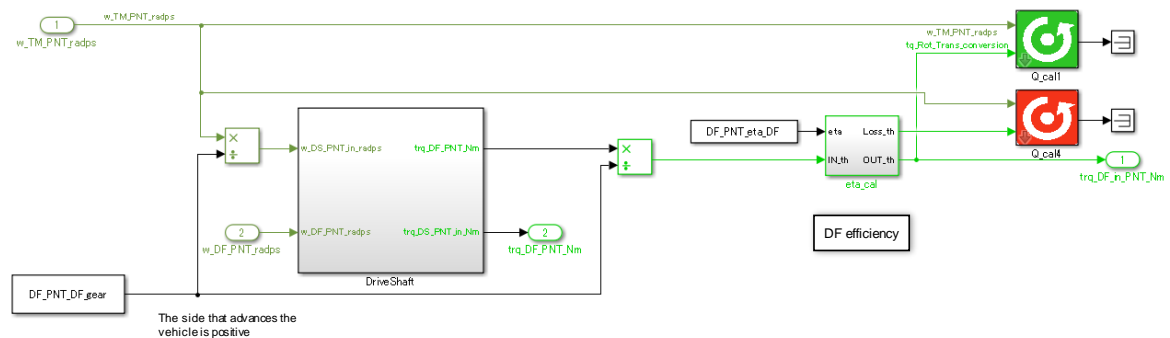 1
w_TM_PNT_radps
w_TM_PNT_radps
w_TM_PNT_radps
tq_Rot_Trans_conversion
Q_cal1
Q_cal4
×
÷
w_DS_PNT_in_radps
trq_DF_PNT_Nm
w_DF_PNT_radps
trq_DS_PNT_in_Nm
DriveShaft
2
w_DF_PNT_radps
2
trq_DF_PNT_Nm
×
÷
DF_PNT_eta_DF
eta
Loss_th
IN_th
OUT_th
eta_cal
1
trq_DF_in_PNT_Nm
DF efficiency
DF_PNT_DF_gear
The side that advances the
vehicle is positive